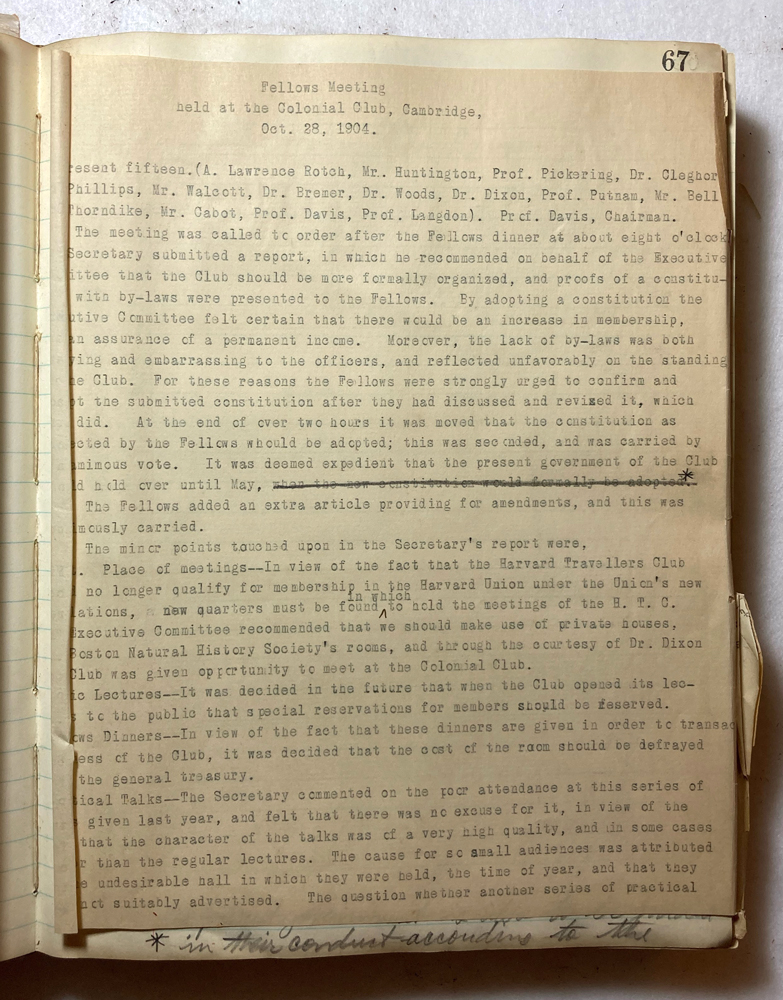 67
Fellows Meeting
held at the Colonial Club, Cambridge,
Oct. 28, 1904.
resent fifteen.(A. Lawrence Rotch, Mr. Huntington, Prof. Pickering, Dr. Cleghor
Phillips, Mr. Walcott, Dr. Bremer, Dr. Woods, Dr. Dixon, Prof. Putnam, Mr. Bell
Thorndike, Mr. Cabot, Prof. Davis, Prof. Langdon). Prof. Davis, Chairman.
The meeting was called to order after the Fellows dinner at about eight o'clock
Secretary submitted a report, in which he recommended on behalf of the Executive
ittee that the Club should be more formally organized, and proofs of a constitu-
with by-laws were presented to the Fellows. By adopting a constitution the
utive Committee felt certain that there would be an increase in membership,
an assurance of a permanent income. Moreover, the lack of by-laws was both
ying and embarrassing to the officers, and reflected unfavorably on the standing
he Club. For these reasons the Fellows were strongly urged to confirm and
pt the submitted constitution after they had discussed and revized it, which
did. At the end of over two hours it was moved that the constitution as
ected by the Fellows whould be adopted; this was seconded, and was carried by
nimimous vote. It was deemed expedient that the present government of the Club
d hold over until May, when the new constitution would formally be adopted.*
The Fellows added an extra article providing for amendments, and this was
imously carried.
The minor points touched upon in the Secretary's report were,
. Place of meetings--In view of the fact that the Harvard Travellers Club
no longer qualify for membership in the Harvard Union under the Union's new
in which
lations, new quarters must be found to hold the meetings of the H. T. C.
Executive Committee recommended that we should make use of private houses,
Boston Natural History Society's rooms, and through the courtesy of Dr. Dixon
Club was given opportunity to meet at the Colonial Club.
ic Lectures--It was decided in the future that when the Club opened its lec-
s to the public that special reservations for members should be reserved.
ows Dinners--In view of the fact that these dinners are given in order to transac
ess of the Club, it was decided that the cost of the room should be defrayed
the general treasury.
tical Talks--The Secretary commented on the poor attendance at this series of
given last year, and felt that there was no excuse for it, in view of the
that the character of the talks was of a very high quality, and in some cases
r than the regular lectures. The cause for so small audiences was attributed
e undesirable hall in which they were held, the time of year, and that they
not suitably advertised. The question whether another series of practical
* in their conduct according to the